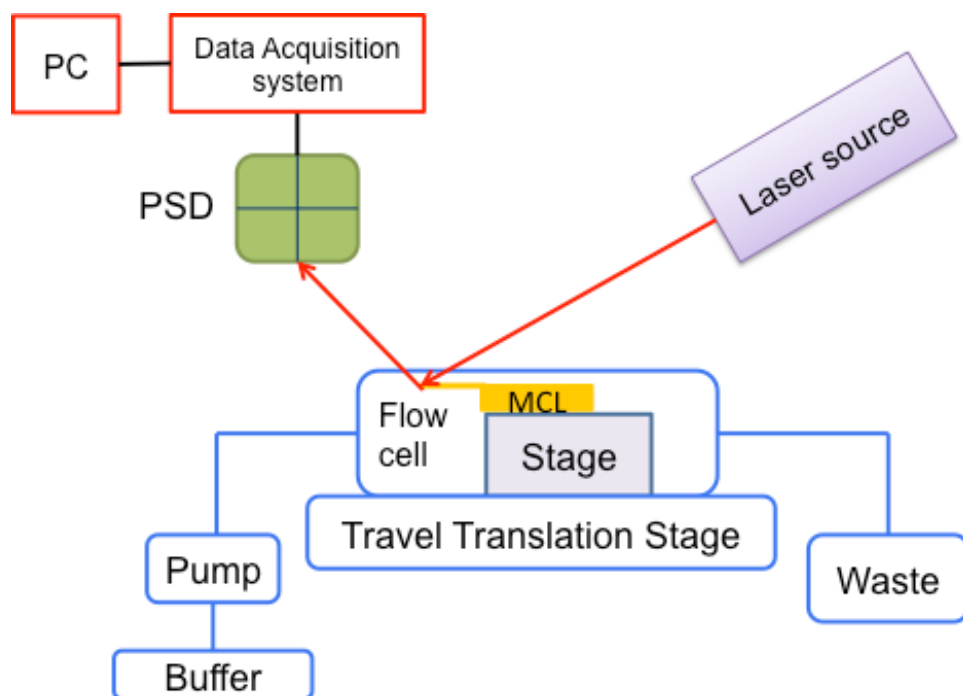 PC
Data Acquisition
system
Laser source
PSD
MCL
Flow
cell
Stage
Travel Translation Stage
Pump
Waste
Buffer